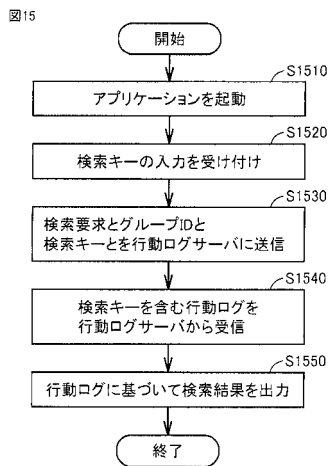 図15
開始
S1510
アプリケーションを起動
S1520
検索キーの入力を受け付け
S1530
検索要求とグループIDと
検索キーとを行動ログサーバに送信
S1540
検索キーを含む行動ログを
行動ログサーバから受信
S1550
行動ログに基づいて検索結果を出力
終了